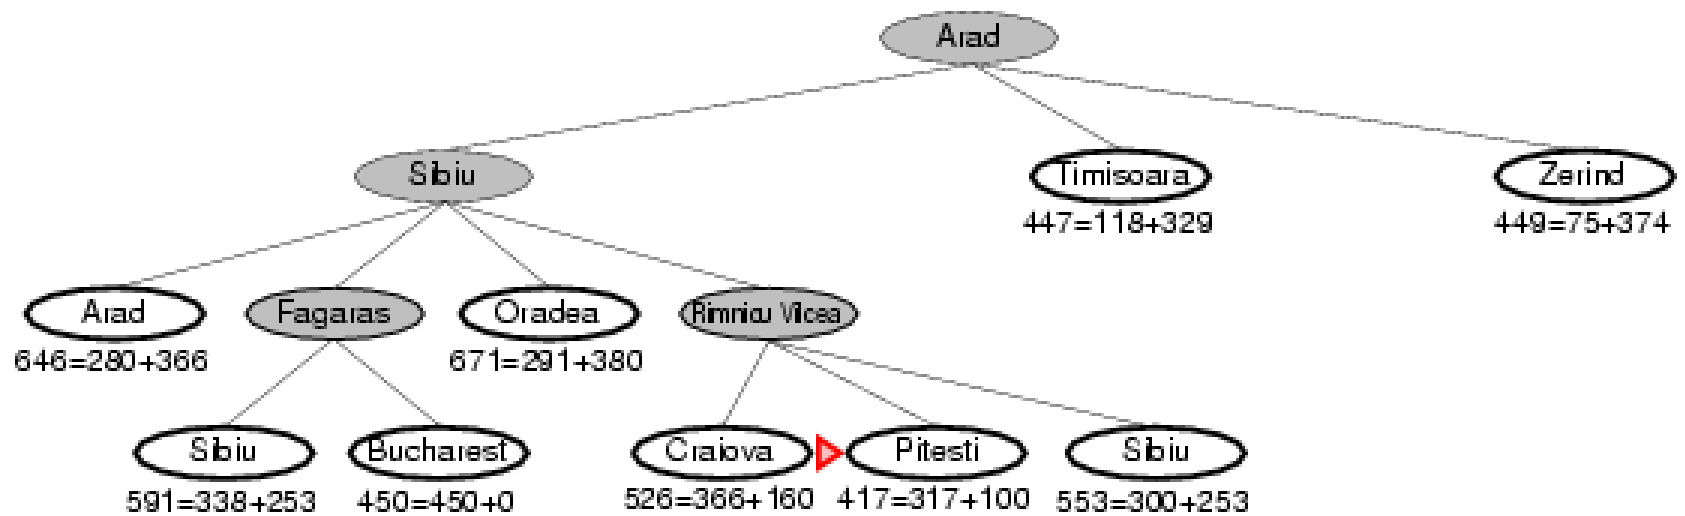 Arad
Sibiu
Timisoara
Zerind
447=118+329
449=75+374
Arad
Fagaras
Oradea
Rimnicu Vilcea
646=280+366
671=291+380
Sibiu
Bucharest
Craiova
Pitesti
Sibiu
591=338+253
450=450+0
526=366+160
417=317+100
553=300+253